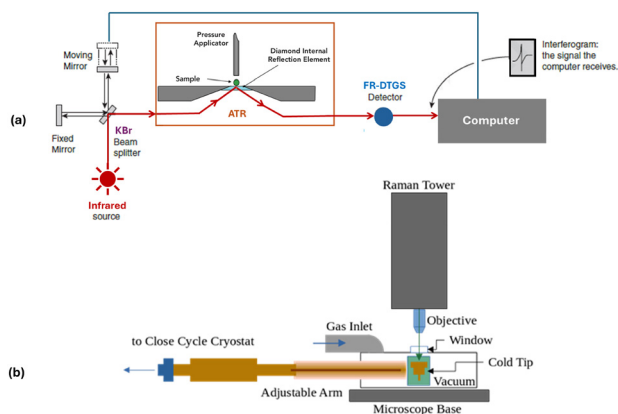 Pressure
Applicator
Diamond Internal
Reflection Element
Sample
ATR
Moving
Mirror
Interferogram:
the signal the
computer receives.
FR-DTGS
Detector
Computer
(a)
Fixed
Mirror
KBr
Beam
splitter
Infrared
source
Raman Tower
Objective
Gas Inlet
Window
to Close Cycle Cryostat
Cold Tip
(b)
Vacuum
Adjustable Arm
Microscope Base